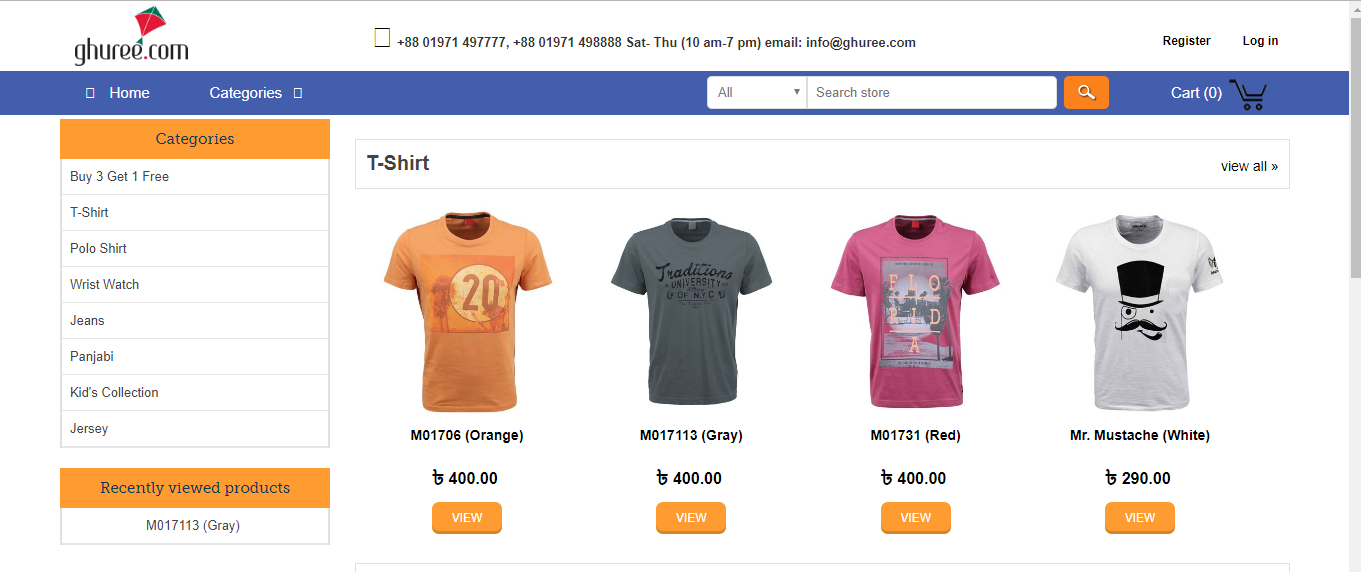 ghuree.com
+88 01971 497777, +88 01971 498888 Sat- Thu (10 am-7 pm) email: info@ghuree.com
Register
Log in
Home
Categories
All
Search store
Cart (0)
Categories
Buy 3 Get 1 Free
T-Shirt
Polo Shirt
Wrist Watch
Jeans
Panjabi
Kid's Collection
Jersey
Recently viewed products
M017113 (Gray)
T-Shirt
view all »
20
Traditions
UNIVERSITY
OF N.Y.C
FLO
RID
A
M01706 (Orange)
M017113 (Gray)
M01731 (Red)
Mr. Mustache (White)
৳ 400.00
৳ 400.00
৳ 400.00
৳ 290.00
VIEW
VIEW
VIEW
VIEW